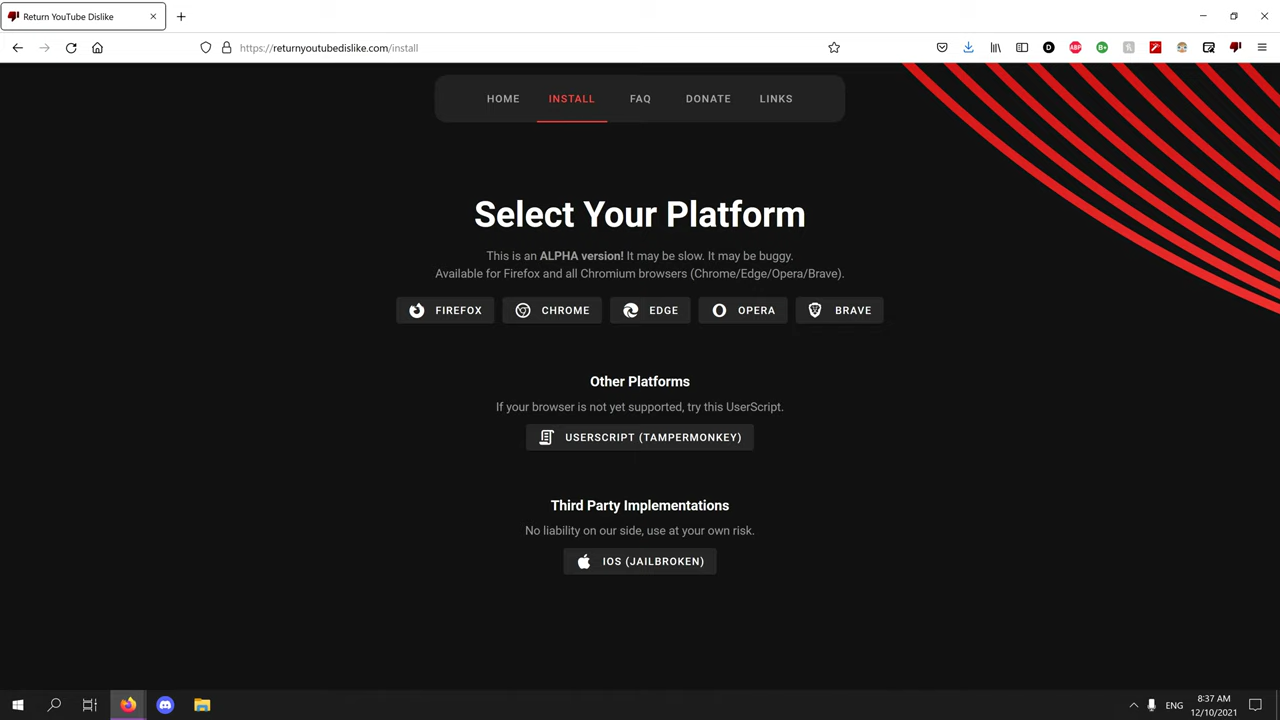 Return YouTube Dislike
https://returnyoutubedislike.com/install
D
ABP
B+
HOME
INSTALL
FAQ
DONATE
LINKS
Select Your Platform
This is an ALPHA version! It may be slow. It may be buggy.
Available for Firefox and all Chromium browsers (Chrome/Edge/Opera/Brave).
FIREFOX
CHROME
EDGE
OPERA
BRAVE
Other Platforms
If your browser is not yet supported, try this UserScript.
USERSCRIPT (TAMPERMONKEY)
Third Party Implementations
No liability on our side, use at your own risk.
IOS (JAILBROKEN)
ENG
8:37 AM
12/10/2021